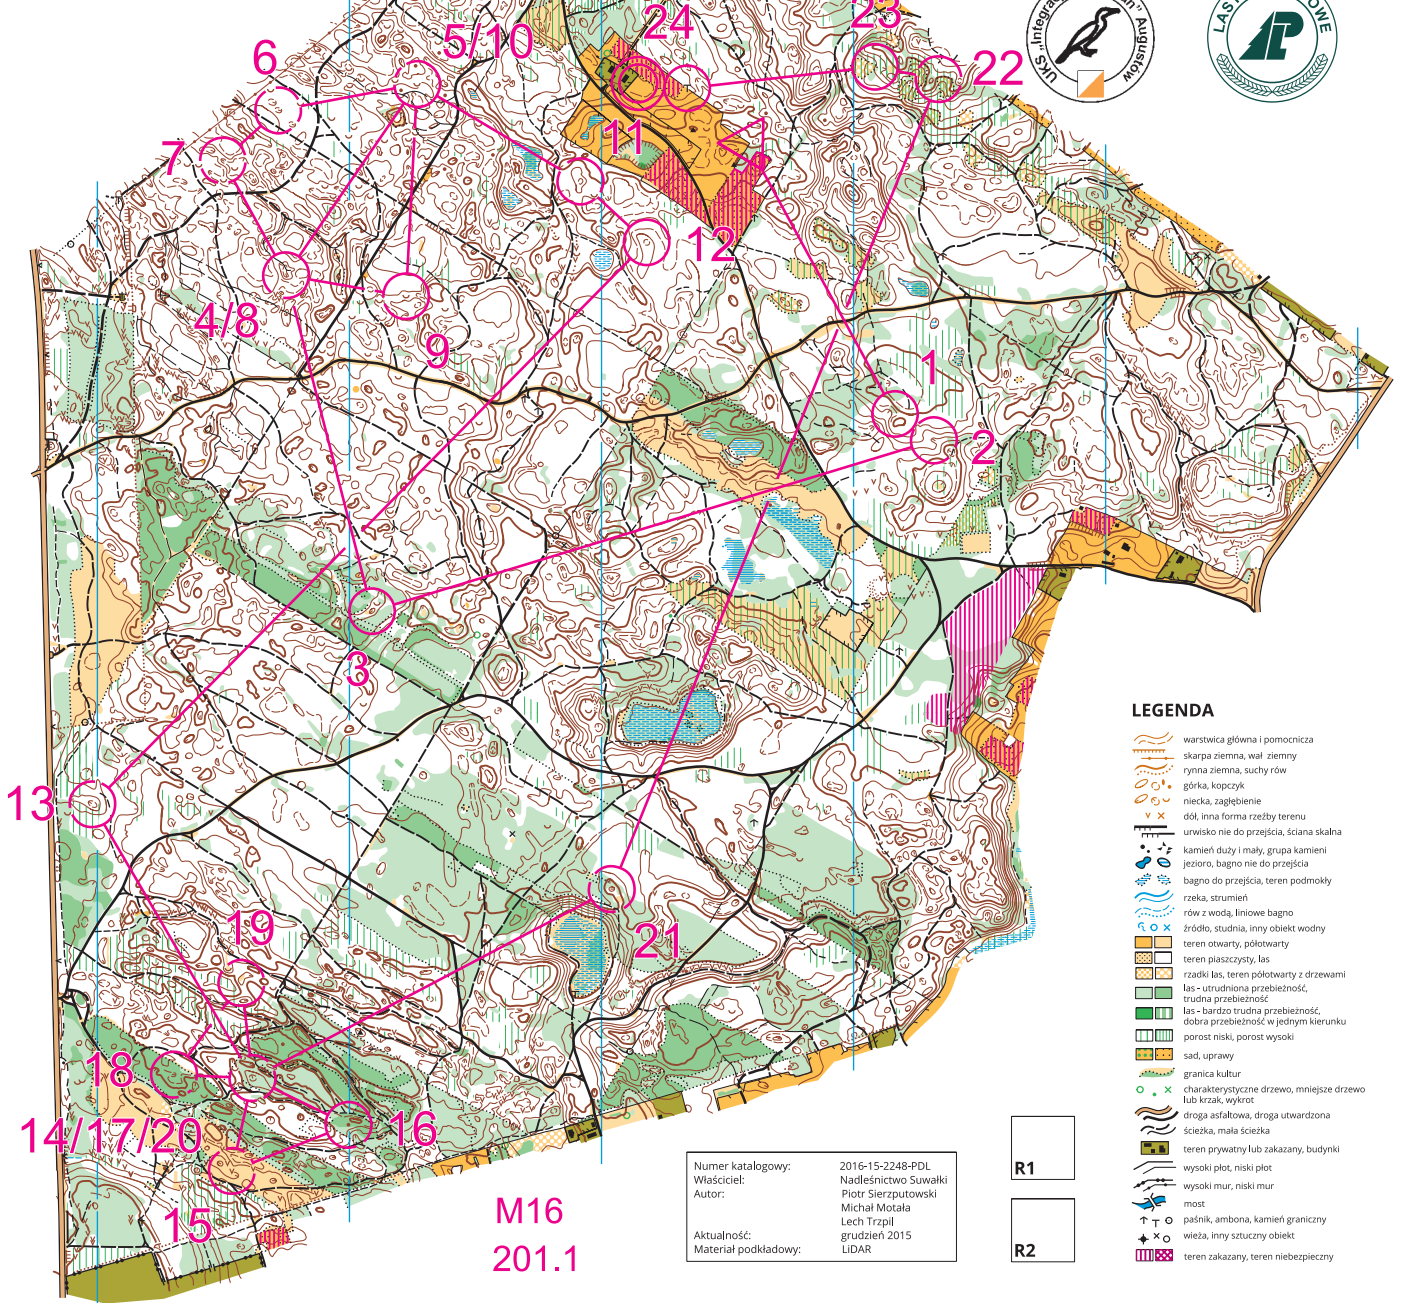 5/10
24
23
22
6
7
11
12
4/8
9
1
2
3
13
19
21
18
14/17/20
16
15
M16
201.1
UKS „Integra
n” Augustów
LAS
OWE
LEGENDA
warstwica główna i pomocnicza
skarpa ziemna, wał ziemny
rynna ziemna, suchy rów
górka, kopczyk
niecka, zagłębienie
dół, inna forma rzeźby terenu
urwisko nie do przejścia, ściana skalna
kamień duży i mały, grupa kamieni
jezioro, bagno nie do przejścia
bagno do przejścia, teren podmokły
rzeka, strumień
rów z wodą, liniowe bagno
źródło, studnia, inny obiekt wodny
teren otwarty, półotwarty
teren piaszczysty, las
rzadki las, teren półotwarty z drzewami
las - utrudniona przebieżność,
trudna przebieżność
las - bardzo trudna przebieżność,
dobra przebieżność w jednym kierunku
porost niski, porost wysoki
sad, uprawy
granica kultur
charakterystyczne drzewo, mniejsze drzewo
lub krzak, wykrot
droga asfaltowa, droga utwardzona
ścieżka, mała ścieżka
teren prywatny lub zakazany, budynki
wysoki płot, niski płot
wysoki mur, niski mur
most
paśnik, ambona, kamień graniczny
wieża, inny sztuczny obiekt
teren zakazany, teren niebezpieczny
Numer katalogowy: 2016-15-2248-PDL
Właściciel: Nadleśnictwo Suwałki
Autor: Piotr Sierzputowski
Michał Motała
Lech Trzpil
Aktualność: grudzień 2015
Materiał podkładowy: LiDAR
R1
R2